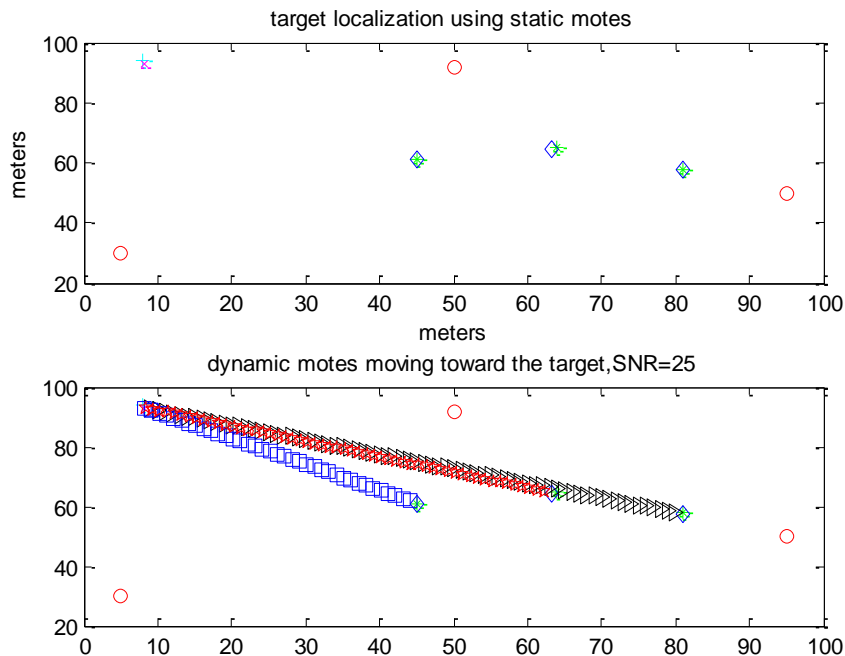 target localization using static motes
100
80
60
40
20
meters
0 10 20 30 40 50 60 70 80 90 100
meters
dynamic motes moving toward the target,SNR=25
100
80
60
40
20
0 10 20 30 40 50 60 70 80 90 100